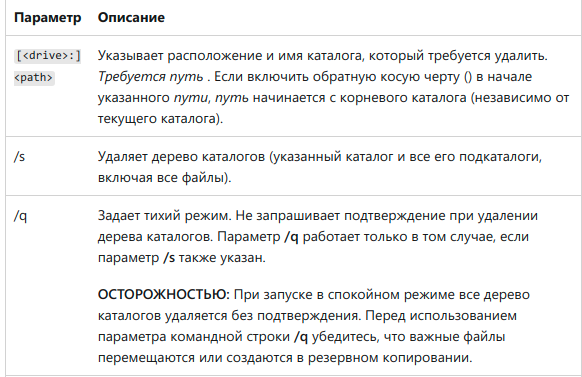 Параметр Описание
[<drive>:] Указывает расположение и имя каталога, который требуется удалить.
<path> Требуется путь . Если включить обратную косую черту () в начале
указанного пути, путь начинается с корневого каталога (независимо от
текущего каталога).
/s Удаляет дерево каталогов (указанный каталог и все его подкаталоги,
включая все файлы).
/q Задает тихий режим. Не запрашивает подтверждение при удалении
дерева каталогов. Параметр /q работает только в том случае, если
параметр /s также указан.
ОСТОРОЖНОСТЬЮ: При запуске в спокойном режиме все дерево
каталогов удаляется без подтверждения. Перед использованием
параметра командной строки /q убедитесь, что важные файлы
перемещаются или создаются в резервном копировании.